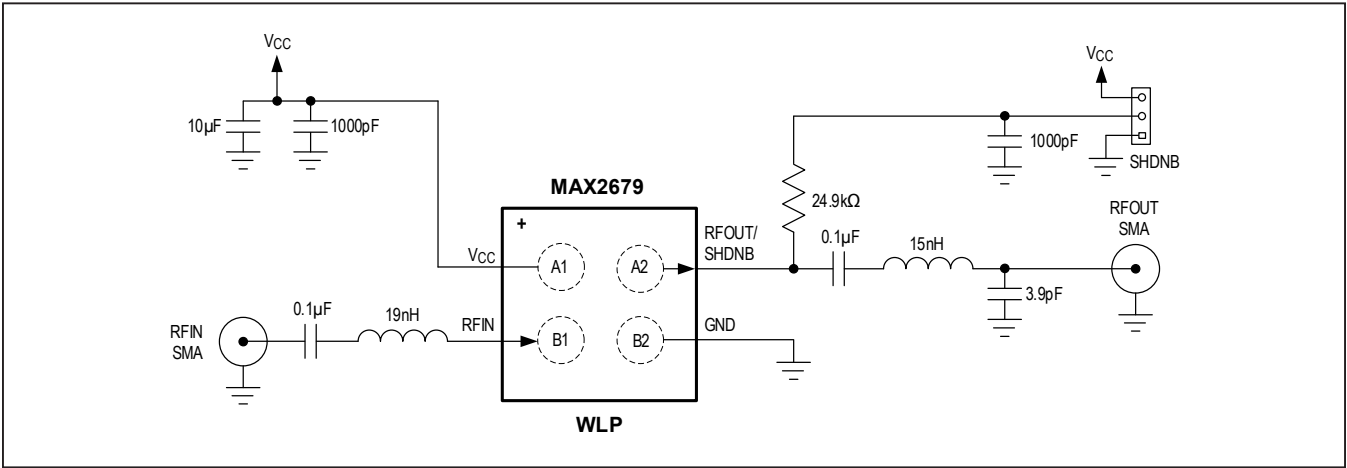 VCC
10µF
1000pF
VCC
1000pF
SHDNB
MAX2679
24.9kΩ
RFOUT
SMA
+
RFOUT/
SHDNB
0.1µF
15nH
VCC
A1
A2
3.9pF
0.1µF
19nH
RFIN
GND
RFIN
SMA
B1
B2
WLP